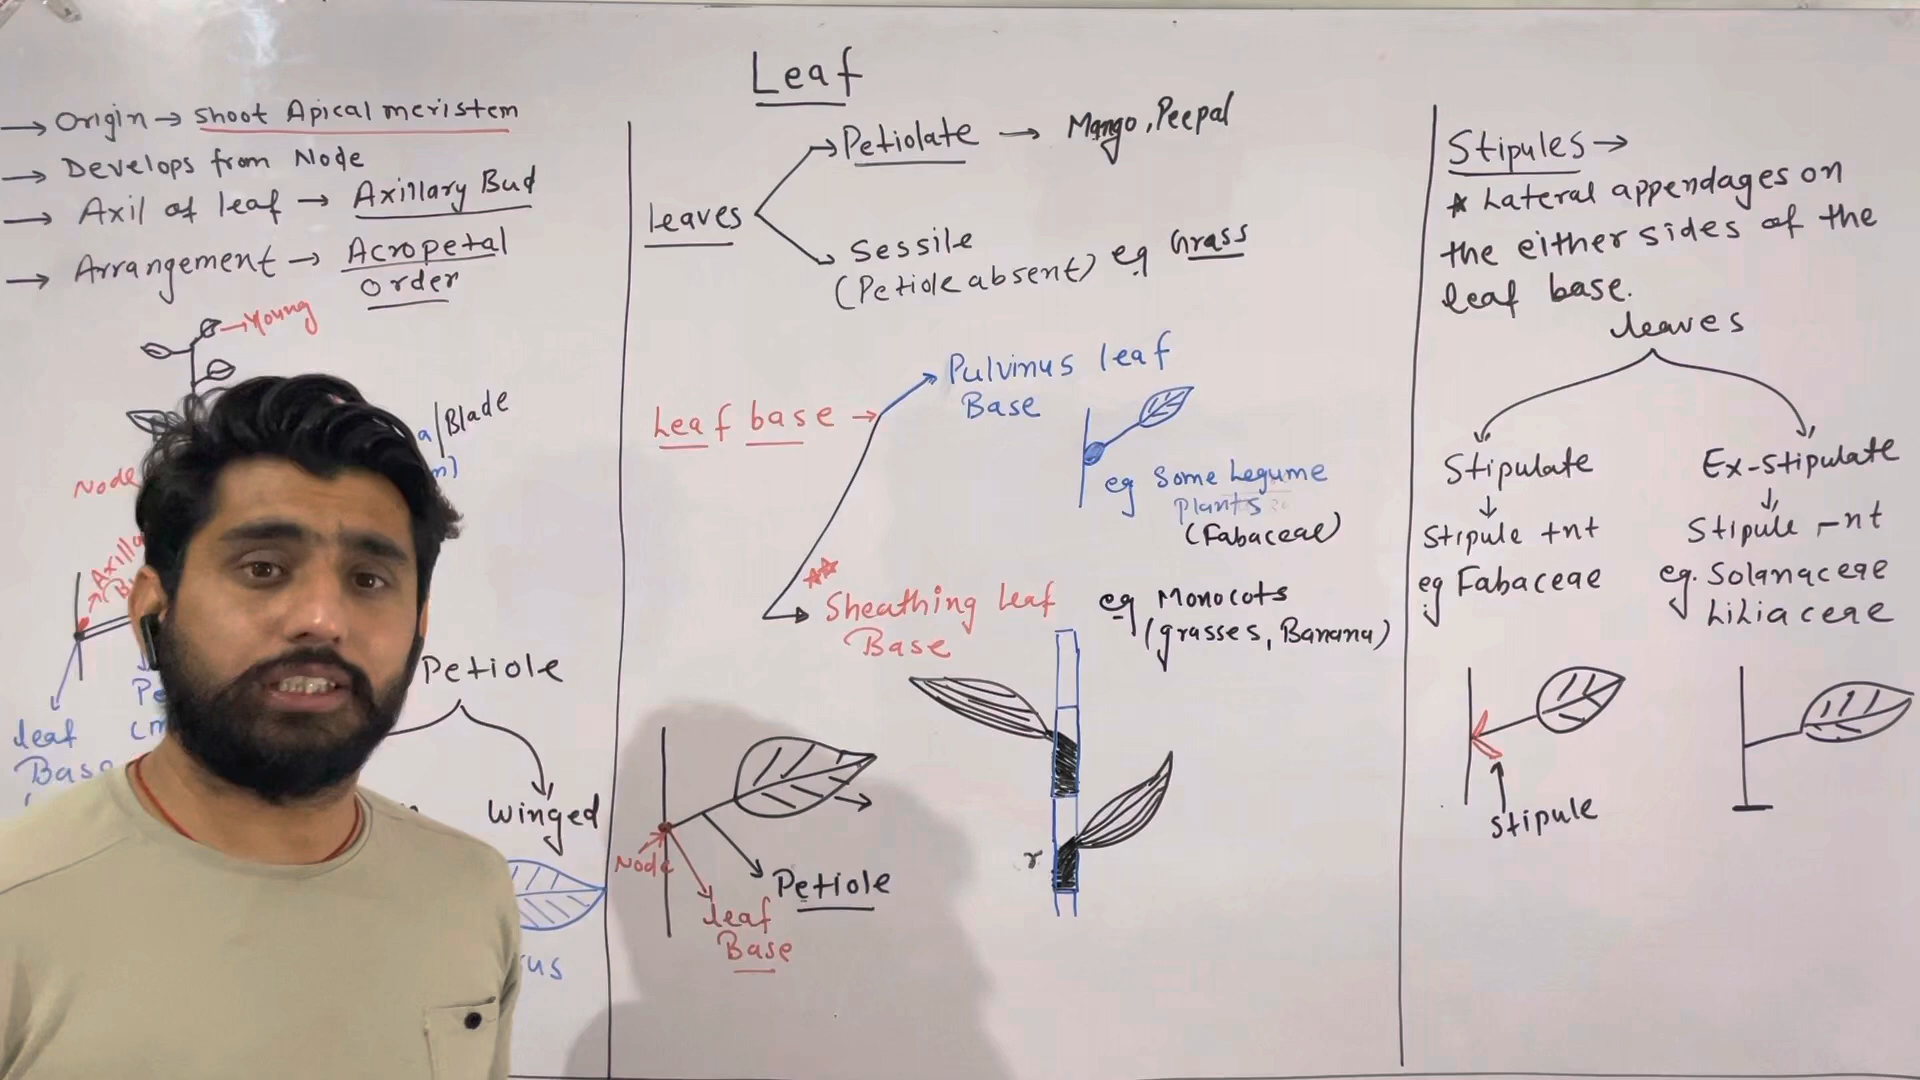 Leaf
→ Origin → Shoot Apical meristem
→ Develops from Node
→ Axil of leaf → Axillary Bud
→ Arrangement → Acropetal
order
→ Young
a/Blade
Node
leaf
Base
Petiole
Winged
leaves
Petiolate → Mango, Peepal
Sessile
(Petiole absent) eg Grass
Leaf base →
Pulvinus leaf
Base
eg Some Legume
Plants
(Fabaceae)
Sheathing Leaf
Base
eg Monocots
(grasses, Banana)
Node
leaf
Base
Petiole
r
Stipules →
* Lateral appendages on
the either sides of the
leaf base.
leaves
Stipulate
Stipule +nt
eg Fabaceae
Ex-stipulate
Stipule -nt
eg. Solanaceae
Liliacere
stipule